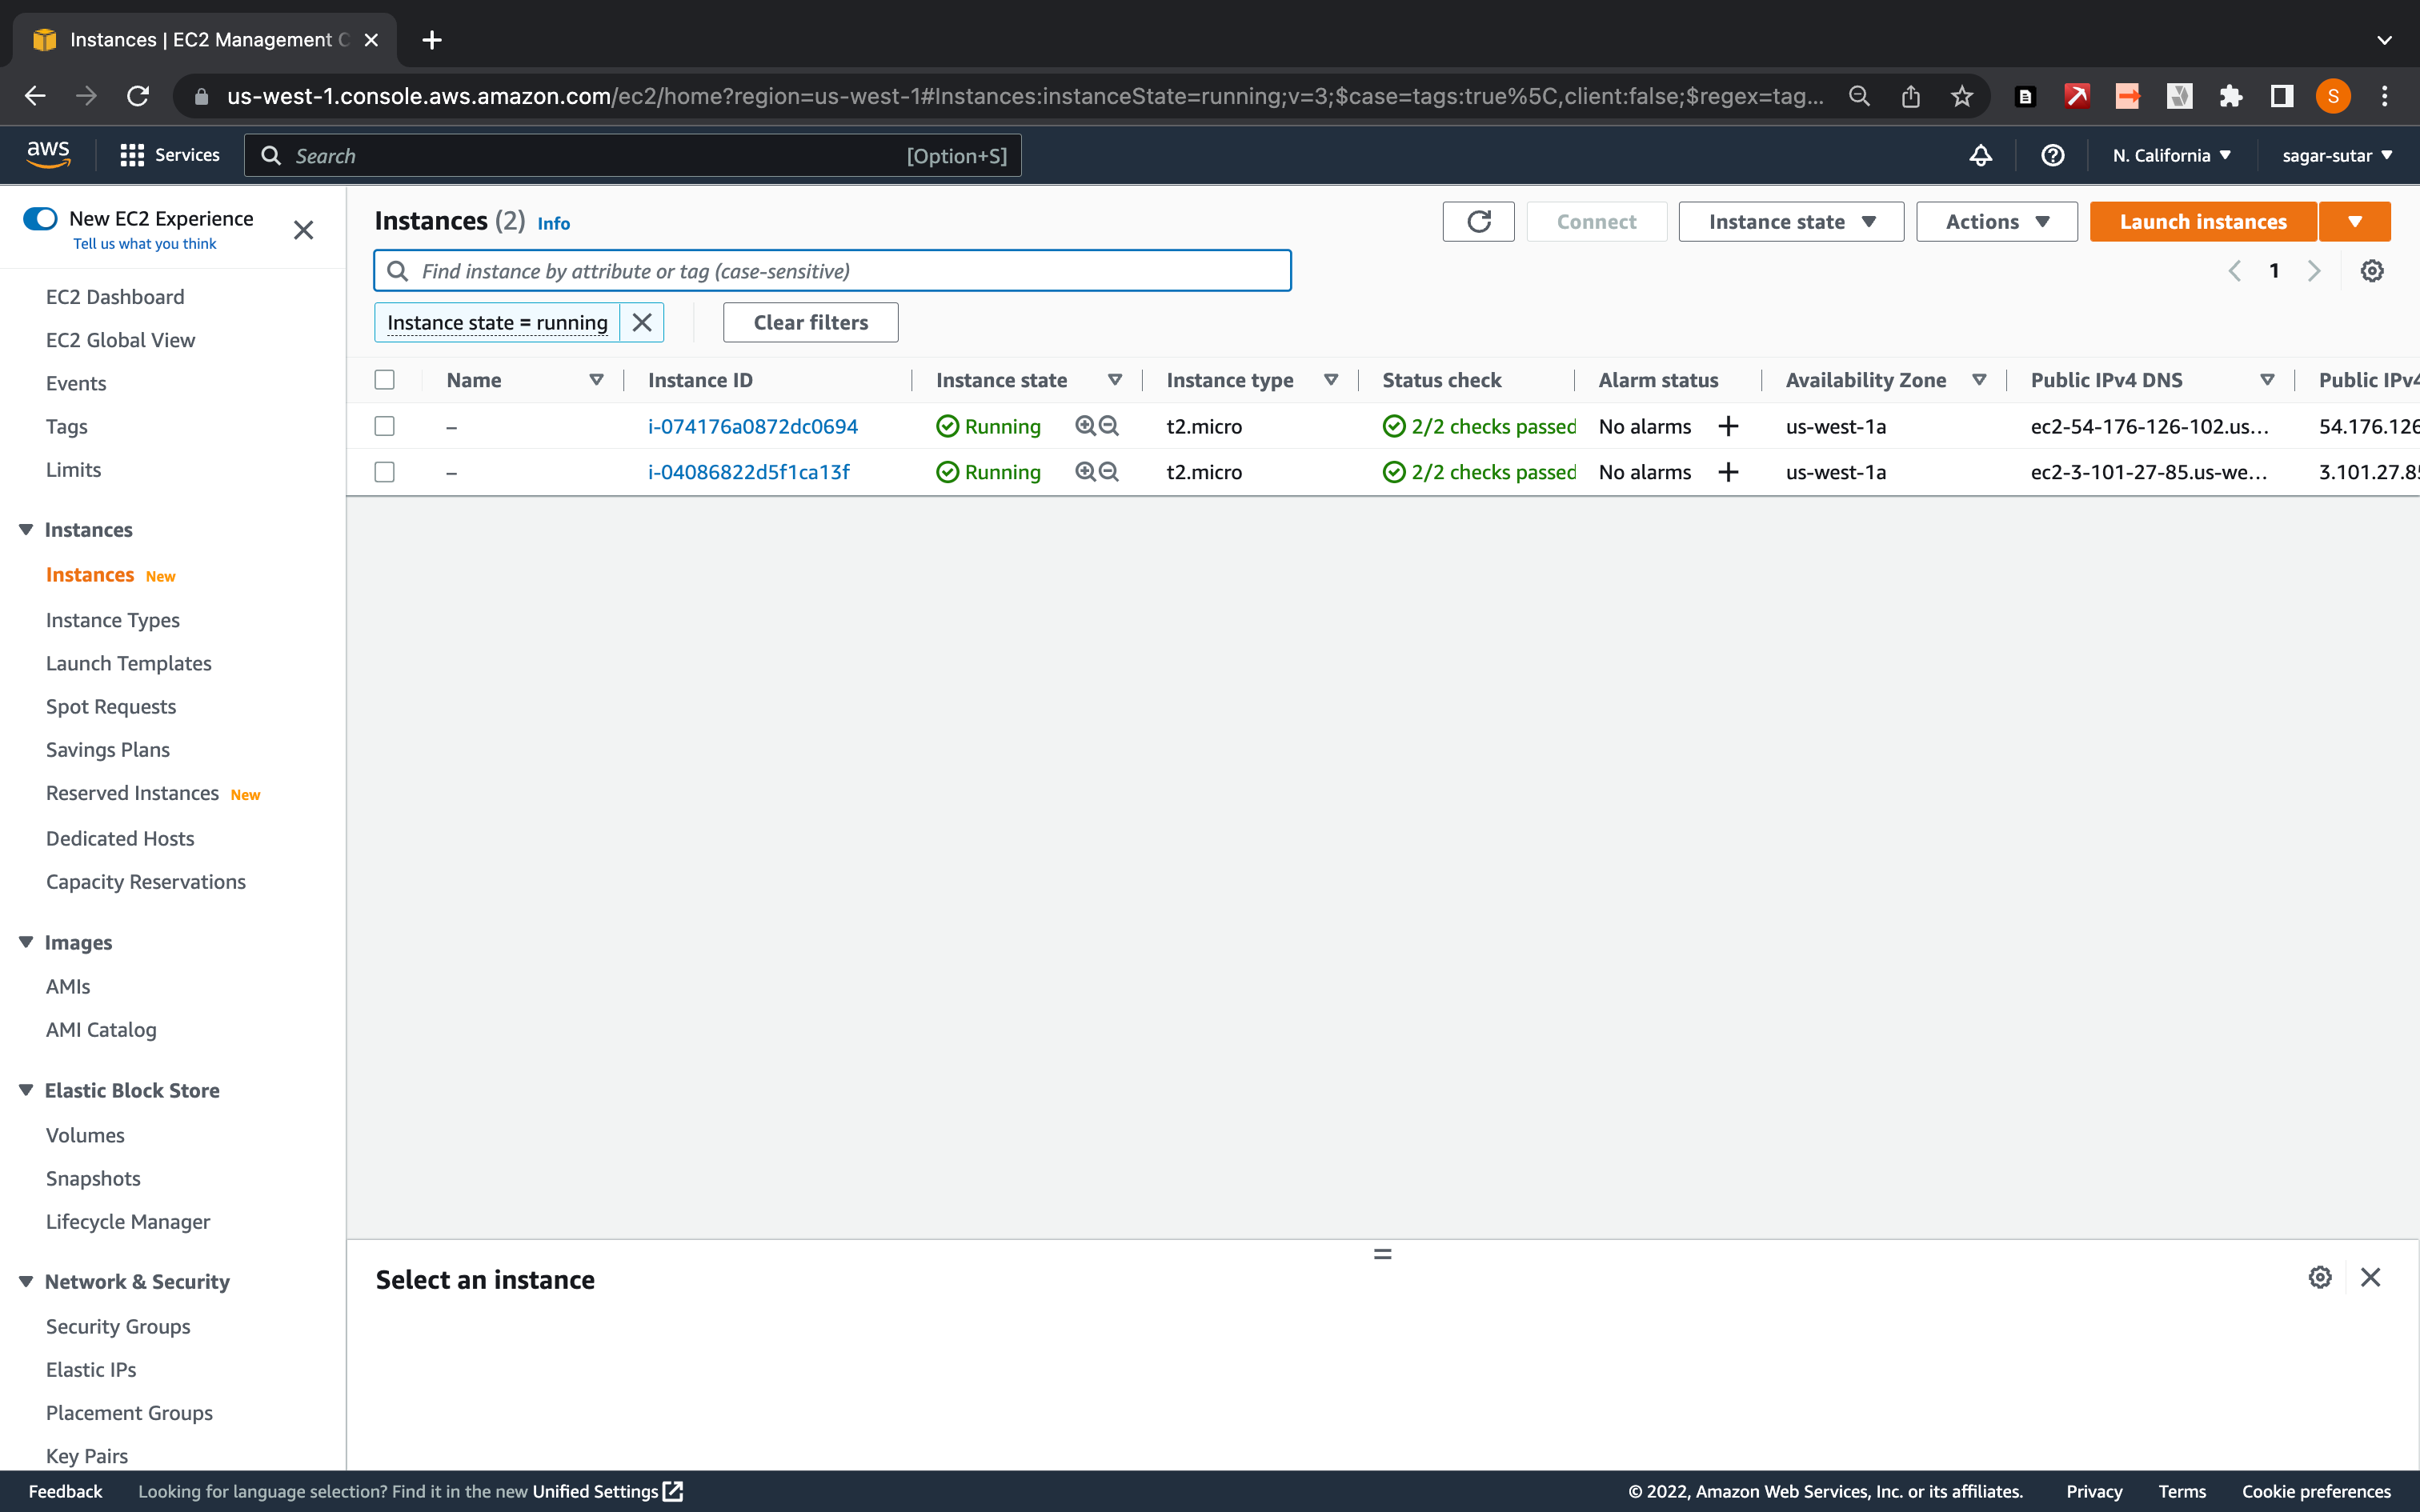 Instances | EC2 Management C
us-west-1.console.aws.amazon.com/ec2/home?region=us-west-1#Instances:instanceState=running;v=3;$case=tags:true%5C,client:false;$regex=tag...
S
aws
Services
Search
[Option+S]
N. California
sagar-sutar
New EC2 Experience
Tell us what you think
EC2 Dashboard
EC2 Global View
Events
Tags
Limits
Instances
Instances New
Instance Types
Launch Templates
Spot Requests
Savings Plans
Reserved Instances New
Dedicated Hosts
Capacity Reservations
Images
AMIs
AMI Catalog
Elastic Block Store
Volumes
Snapshots
Lifecycle Manager
Network & Security
Security Groups
Elastic IPs
Placement Groups
Key Pairs
Instances (2) Info
Connect
Instance state
Actions
Launch instances
Find instance by attribute or tag (case-sensitive)
1
Instance state = running
Clear filters
Name Instance ID Instance state Instance type Status check Alarm status Availability Zone Public IPv4 DNS Public IPv4
– i-074176a0872dc0694 Running t2.micro 2/2 checks passed No alarms + us-west-1a ec2-54-176-126-102.us... 54.176.126
– i-04086822d5f1ca13f Running t2.micro 2/2 checks passed No alarms + us-west-1a ec2-3-101-27-85.us-we... 3.101.27.85
Select an instance
Feedback
Looking for language selection? Find it in the new Unified Settings
© 2022, Amazon Web Services, Inc. or its affiliates.
Privacy
Terms
Cookie preferences